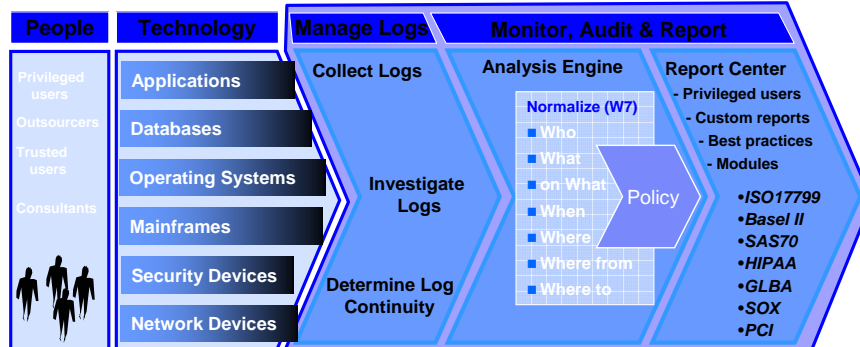 People
Technology
Manage Logs
Monitor, Audit & Report
Privileged
users
Outsourcers
Trusted
users
Consultants
Applications
Databases
Operating Systems
Mainframes
Security Devices
Network Devices
Collect Logs
Investigate
Logs
Determine Log
Continuity
Analysis Engine
Normalize (W7)
■ Who
■ What
■ on What
■ When
■ Where
■ Where from
■ Where to
Policy
Report Center
- Privileged users
- Custom reports
- Best practices
- Modules
•ISO17799
•Basel II
•SAS70
•HIPAA
•GLBA
•SOX
•PCI